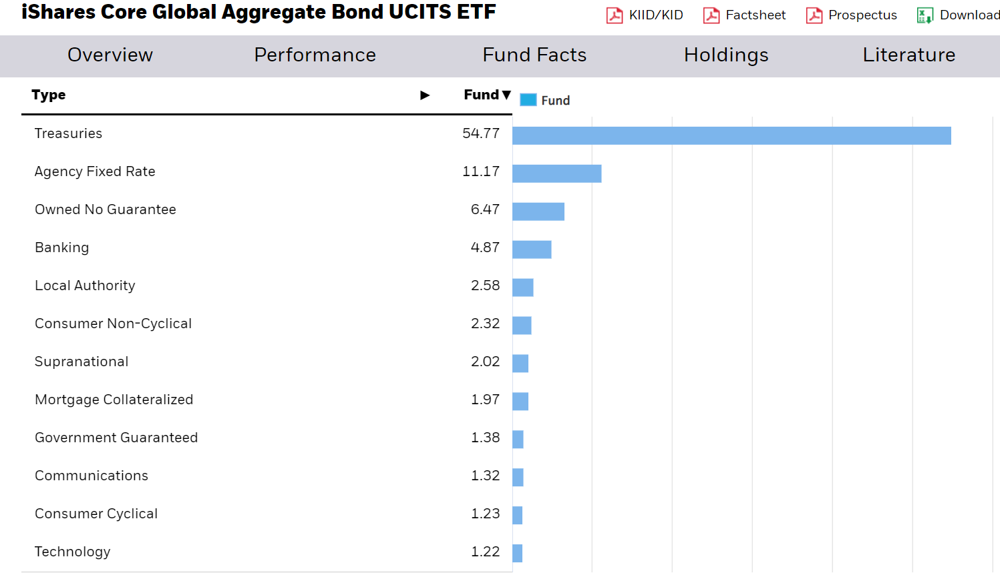 iShares Core Global Aggregate Bond UCITS ETF
KIID/KID Factsheet Prospectus Download
Overview Performance Fund Facts Holdings Literature
Type ► Fund▼ Fund
Treasuries 54.77
Agency Fixed Rate 11.17
Owned No Guarantee 6.47
Banking 4.87
Local Authority 2.58
Consumer Non-Cyclical 2.32
Supranational 2.02
Mortgage Collateralized 1.97
Government Guaranteed 1.38
Communications 1.32
Consumer Cyclical 1.23
Technology 1.22